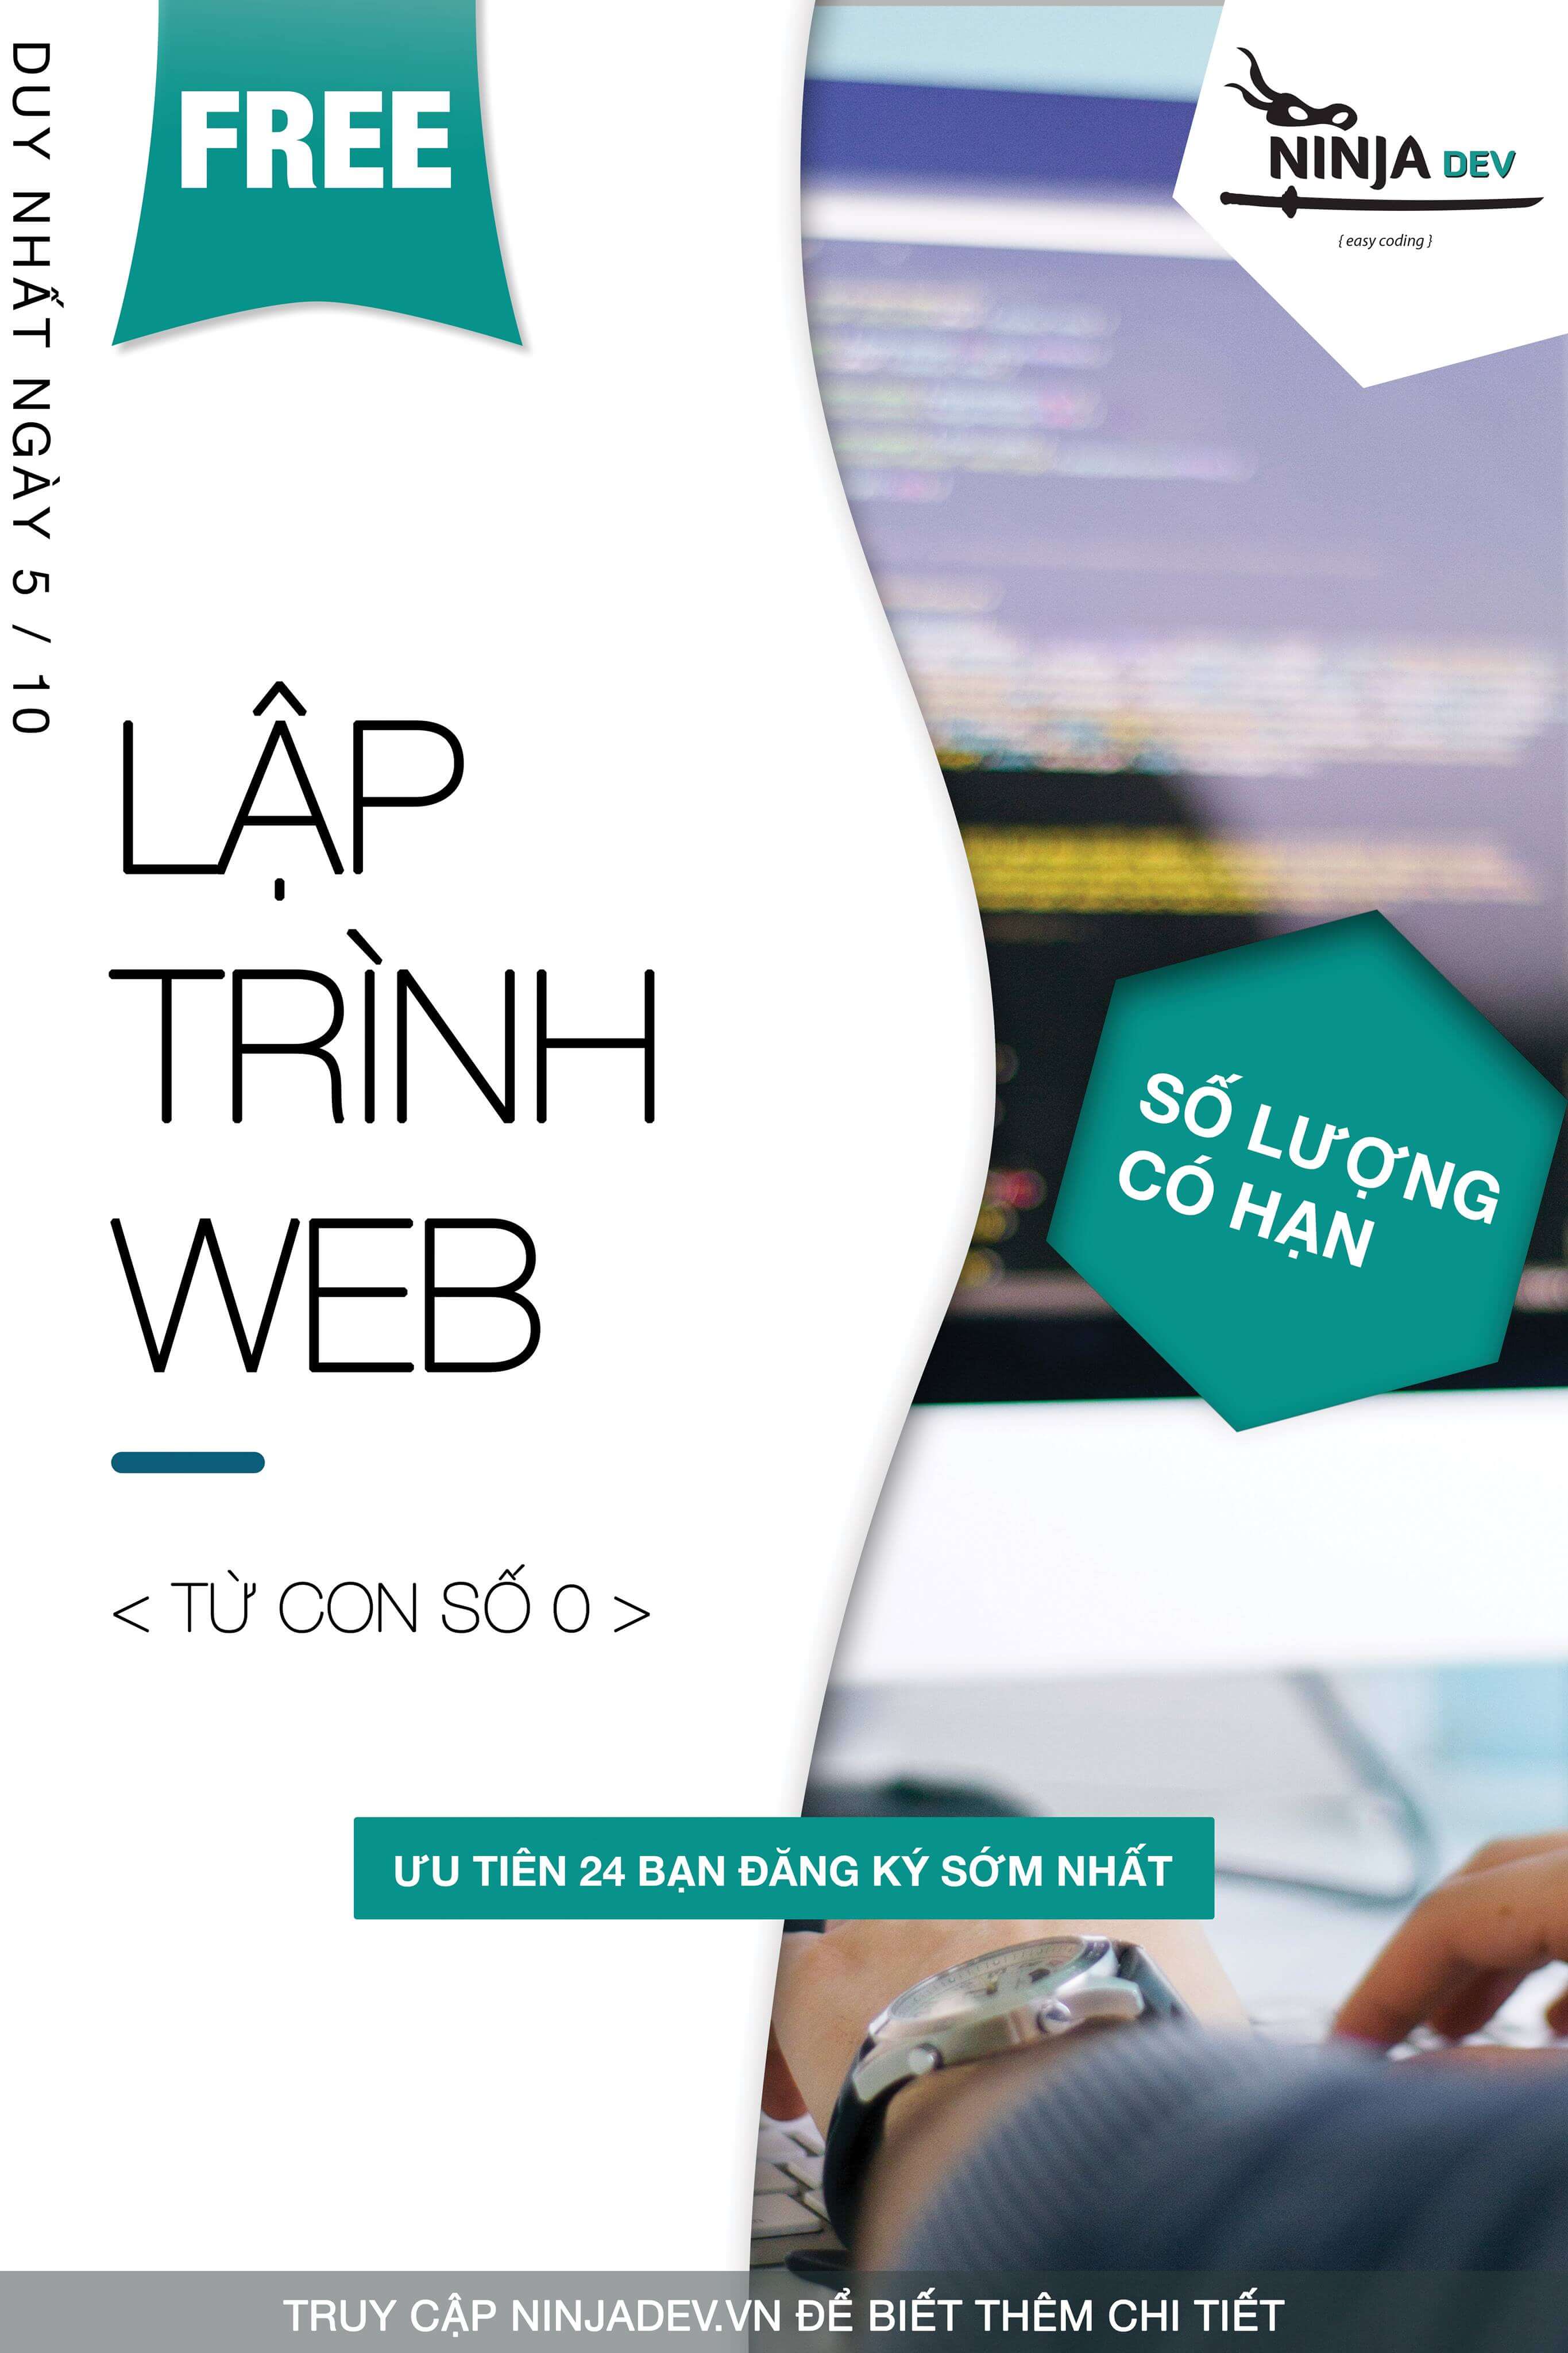 DUY NHẤT NGÀY 5 / 10
FREE
NINJA DEV
{ easy coding }
LẬP
TRÌNH
WEB
SỐ LƯỢNG
CÓ HẠN
< TỪ CON SỐ 0 >
ƯU TIÊN 24 BẠN ĐĂNG KÝ SỚM NHẤT
TRUY CẬP NINJADEV.VN ĐỂ BIẾT THÊM CHI TIẾT